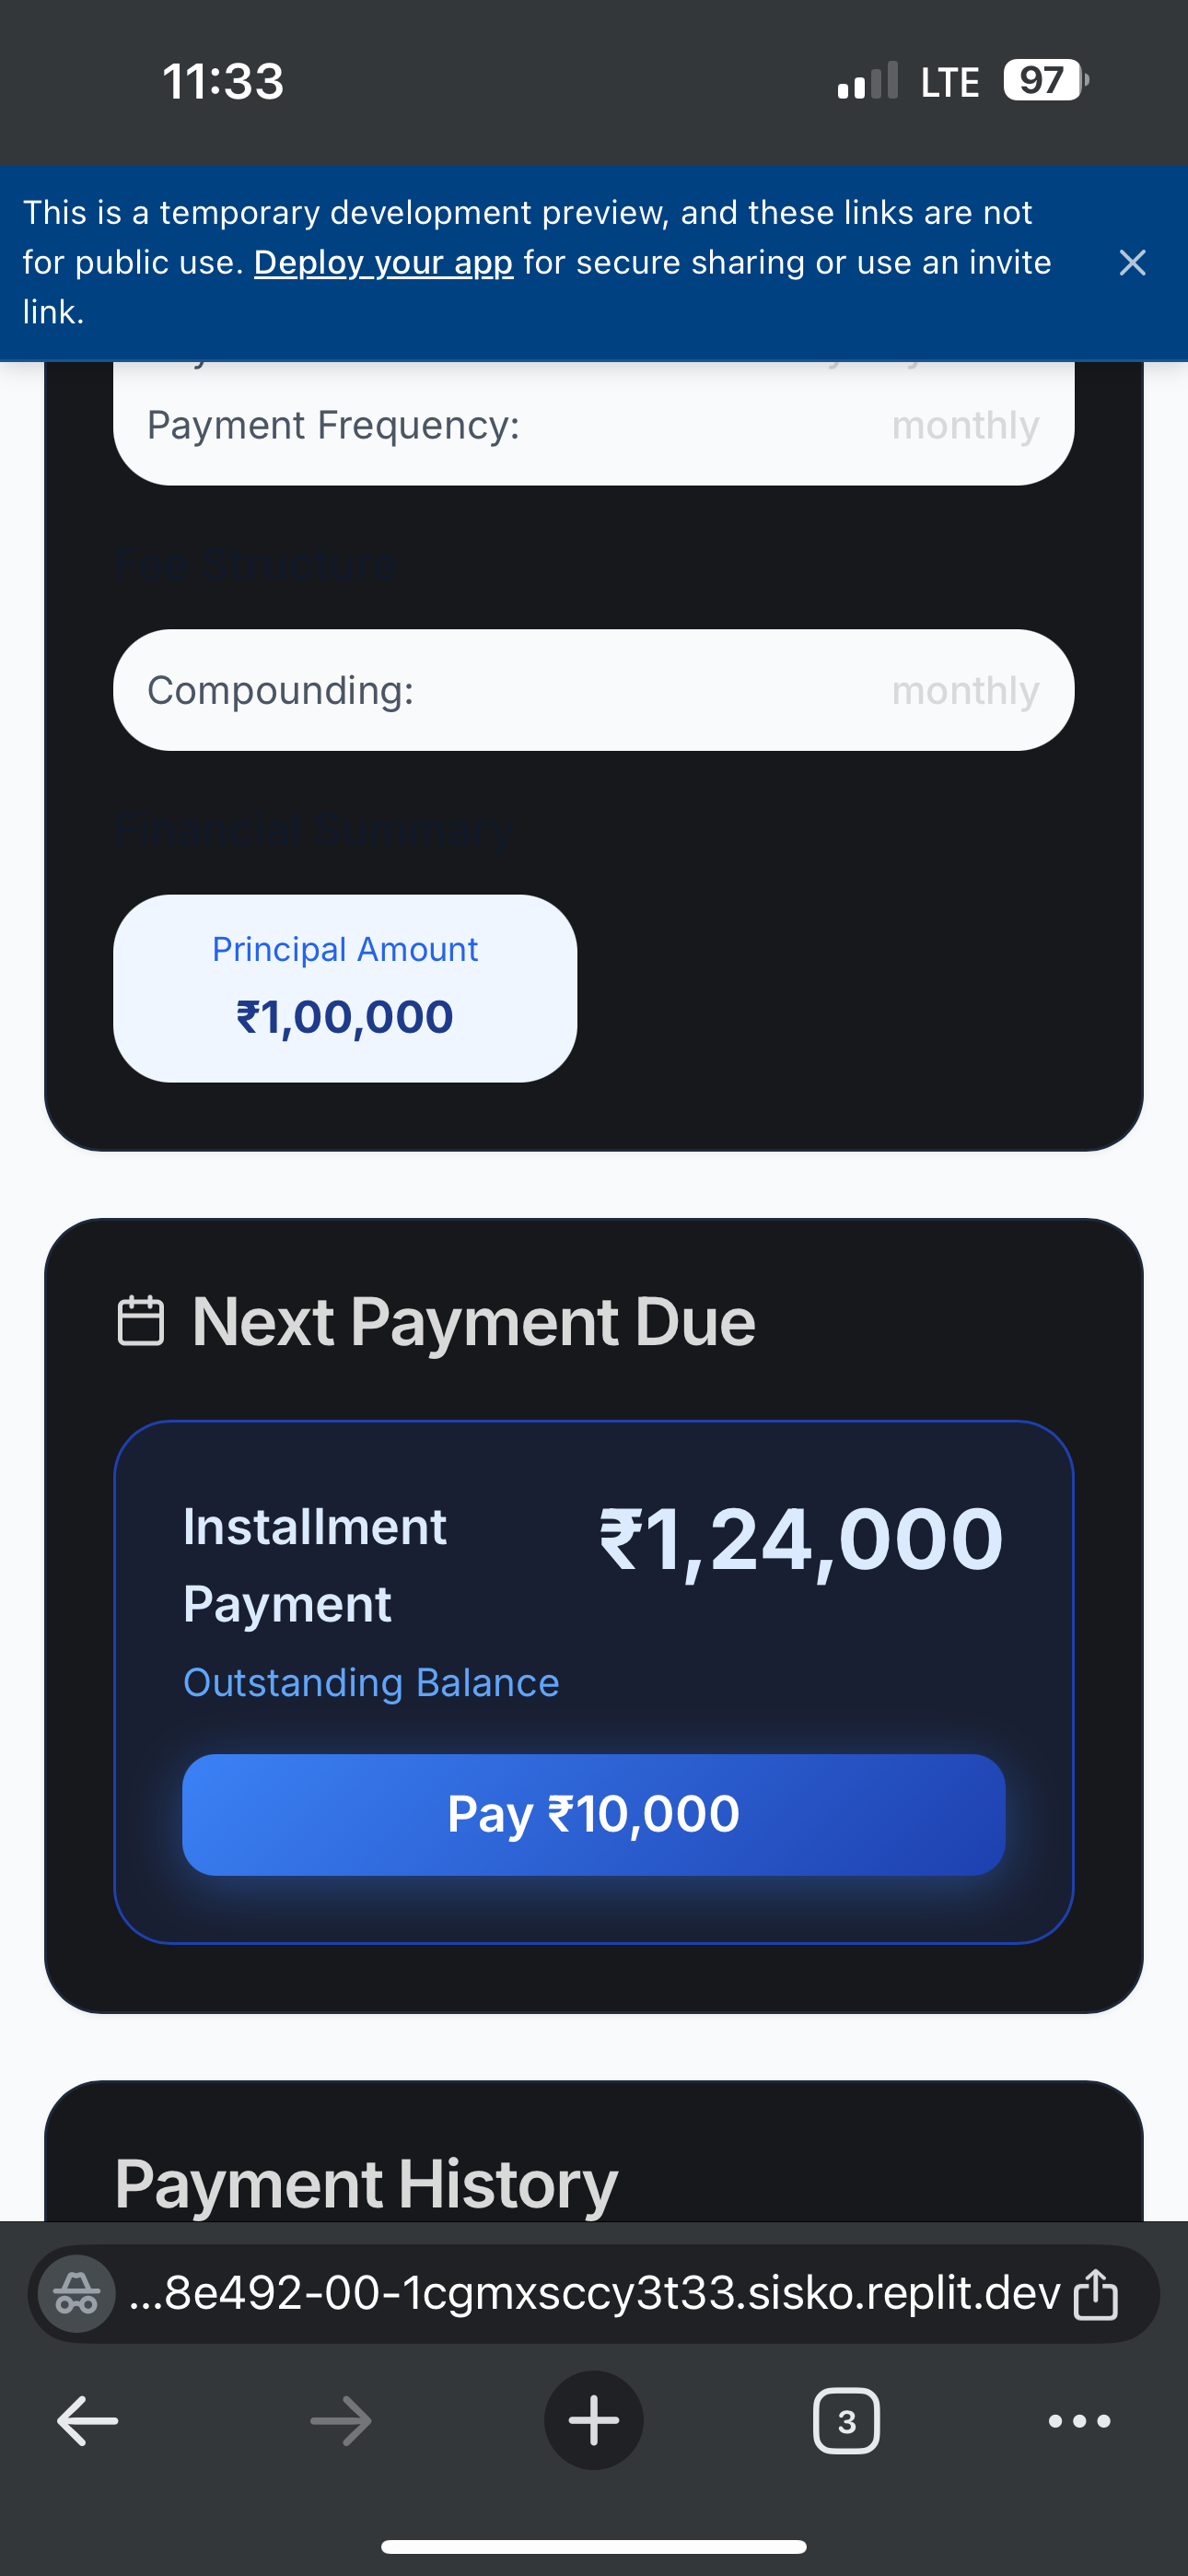 11:33
LTE 97
This is a temporary development preview, and these links are not
for public use. Deploy your app for secure sharing or use an invite
link.
Payment Frequency: monthly
Fee Structure
Compounding: monthly
Financial Summary
Principal Amount
₹1,00,000
Next Payment Due
Installment ₹1,24,000
Payment
Outstanding Balance
Pay ₹10,000
Payment History
...8e492-00-1cgmxsccy3t33.sisko.replit.dev
3